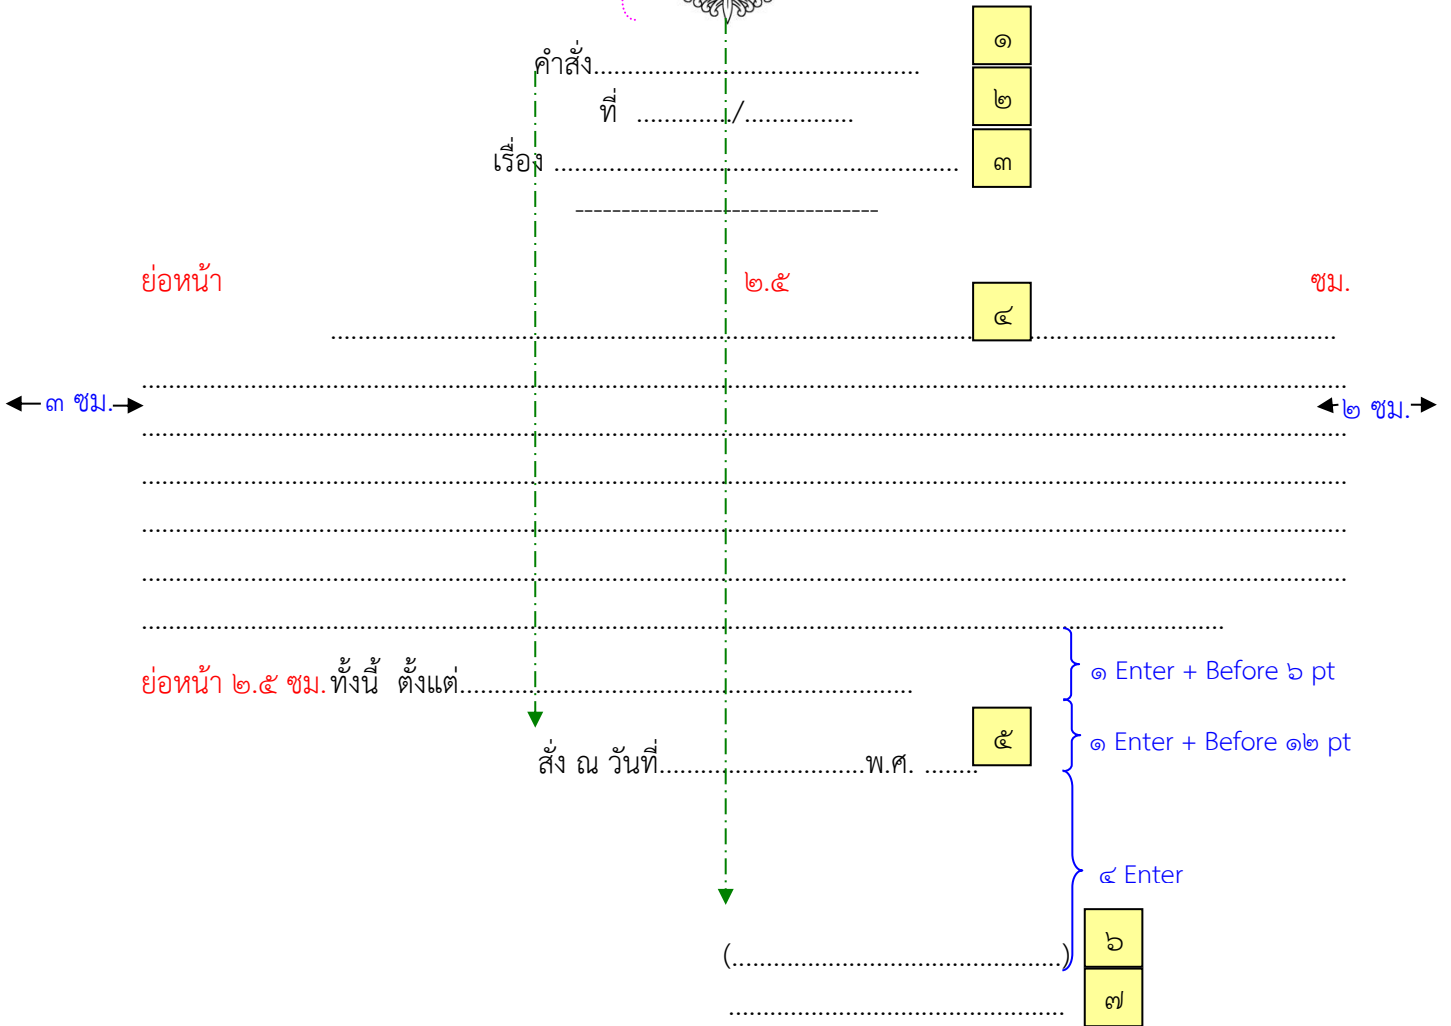 ๑
คำสั่ง...............................................
๒
ที่ ............../................
เรื่อง ........................................................... ๓
---------------------------------
ย่อหน้า ๒.๕ ซม.
๔
....................................................................................................................................................
................................................................................................................................................................................
๓ ซม. ๒ ซม.
................................................................................................................................................................................
................................................................................................................................................................................
................................................................................................................................................................................
................................................................................................................................................................................
..............................................................................................................................................................
๑ Enter + Before ๖ pt
ย่อหน้า ๒.๕ ซม. ทั้งนี้ ตั้งแต่..................................................................
๕ ๑ Enter + Before ๑๒ pt
สั่ง ณ วันที่..............................พ.ศ. ........
๔ Enter
(................................................) ๖
................................................. ๗